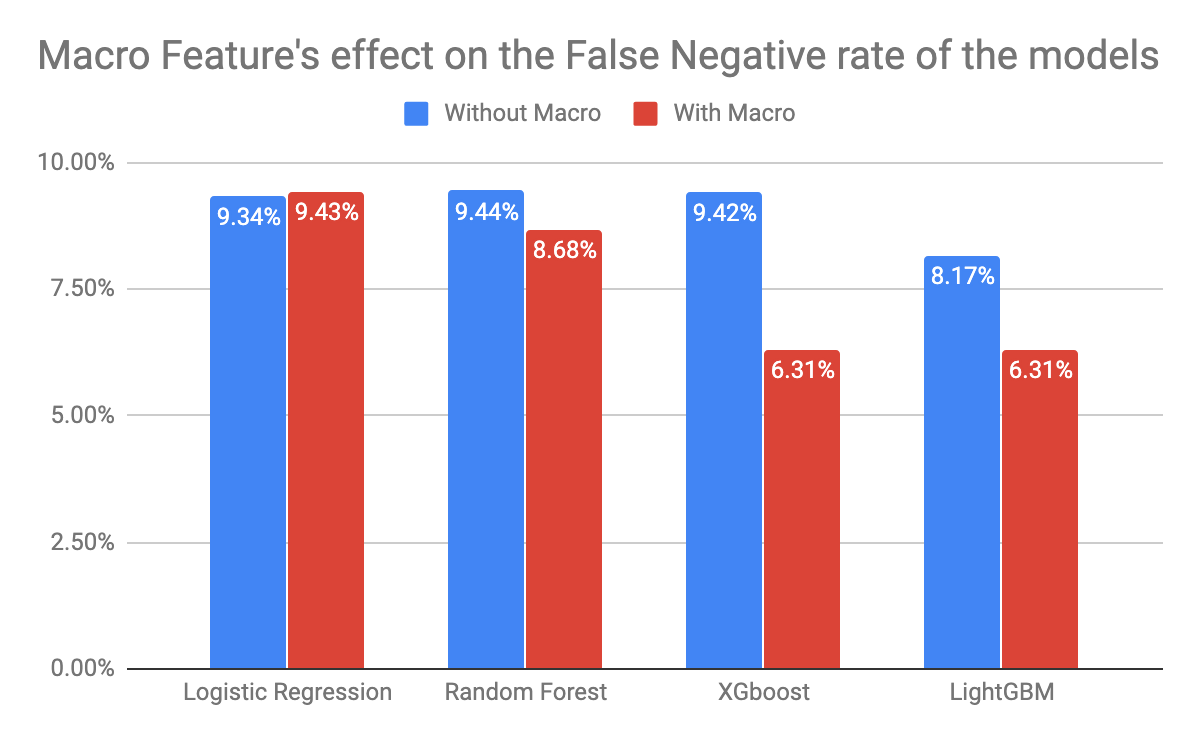 Macro Feature's effect on the False Negative rate of the models
Without Macro With Macro
10.00%
7.50%
5.00%
2.50%
0.00%
9.34% 9.43% 9.44% 8.68% 9.42% 6.31% 8.17% 6.31%
Logistic Regression Random Forest XGboost LightGBM